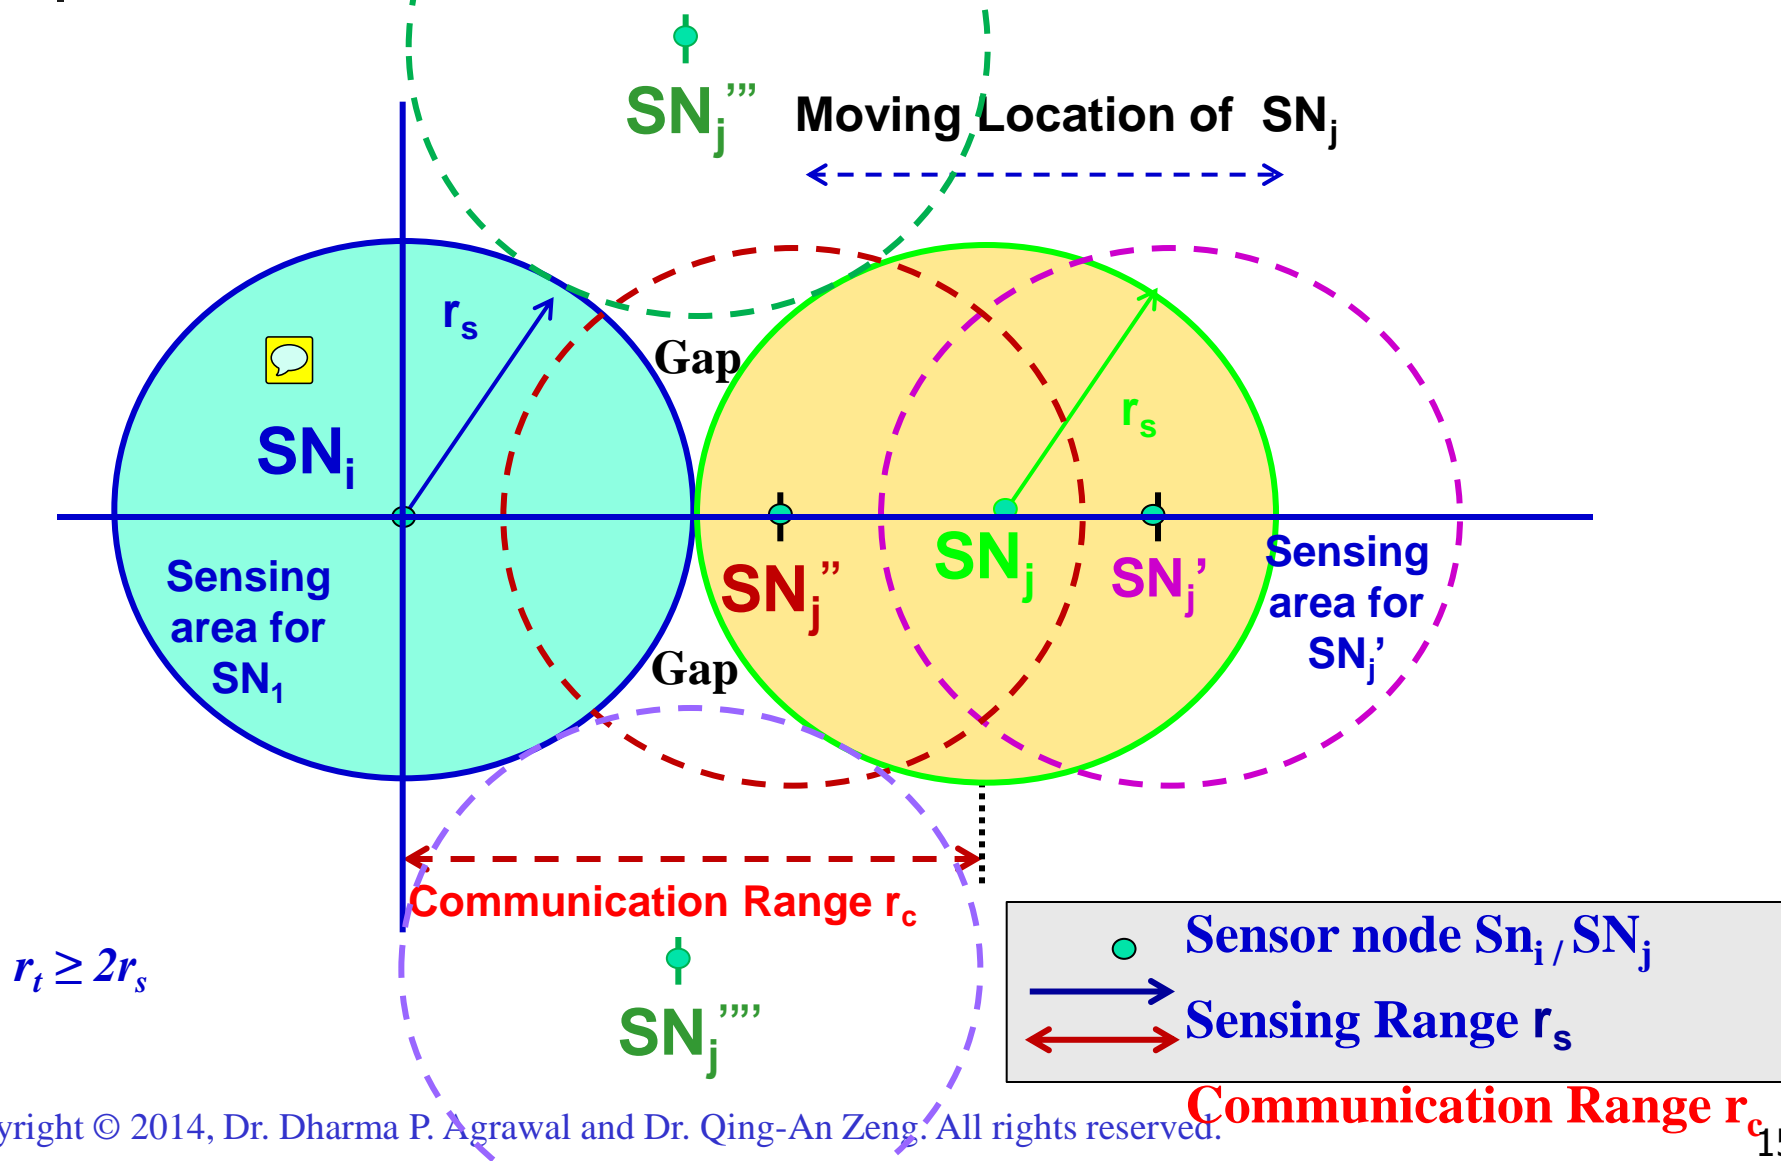 SNj’’’
Moving Location of SNj
rs
Gap
rs
SNi
SNj’’
SNj
SNj’
Sensing
area for
SNj’
Sensing
area for
SN1
Gap
Communication Range rc
rt ≥ 2rs
SNj’’’’
Sensor node Sni / SNj
Sensing Range rs
Communication Range rc
yright © 2014, Dr. Dharma P. Agrawal and Dr. Qing-An Zeng. All rights reserved.
15